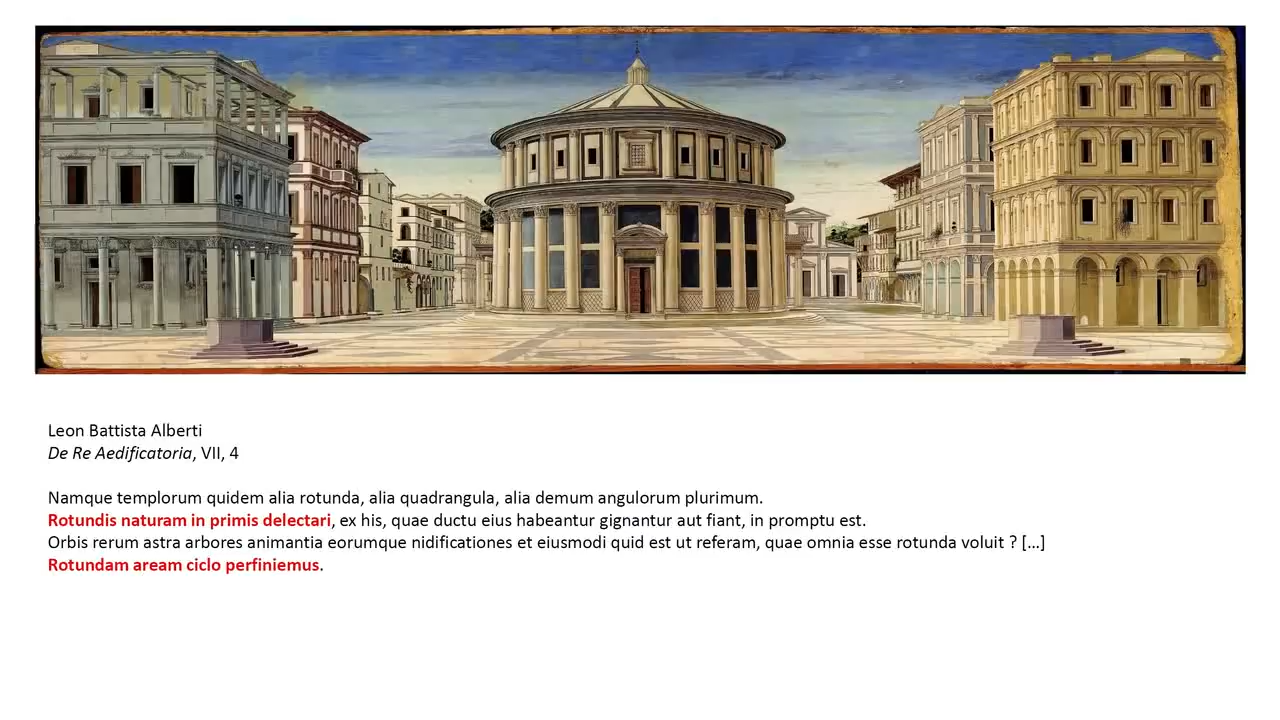 Leon Battista Alberti
De Re Aedificatoria, VII, 4
Namque templorum quidem alia rotunda, alia quadrangula, alia demum angulorum plurimum.
Rotundis naturam in primis delectari, ex his, quae ductu eius habeantur gignantur aut fiant, in promptu est.
Orbis rerum astra arbores animantia eorumque nidificationes et eiusmodi quid est ut referam, quae omnia esse rotunda voluit ? [...]
Rotundam aream ciclo perfiniemus.